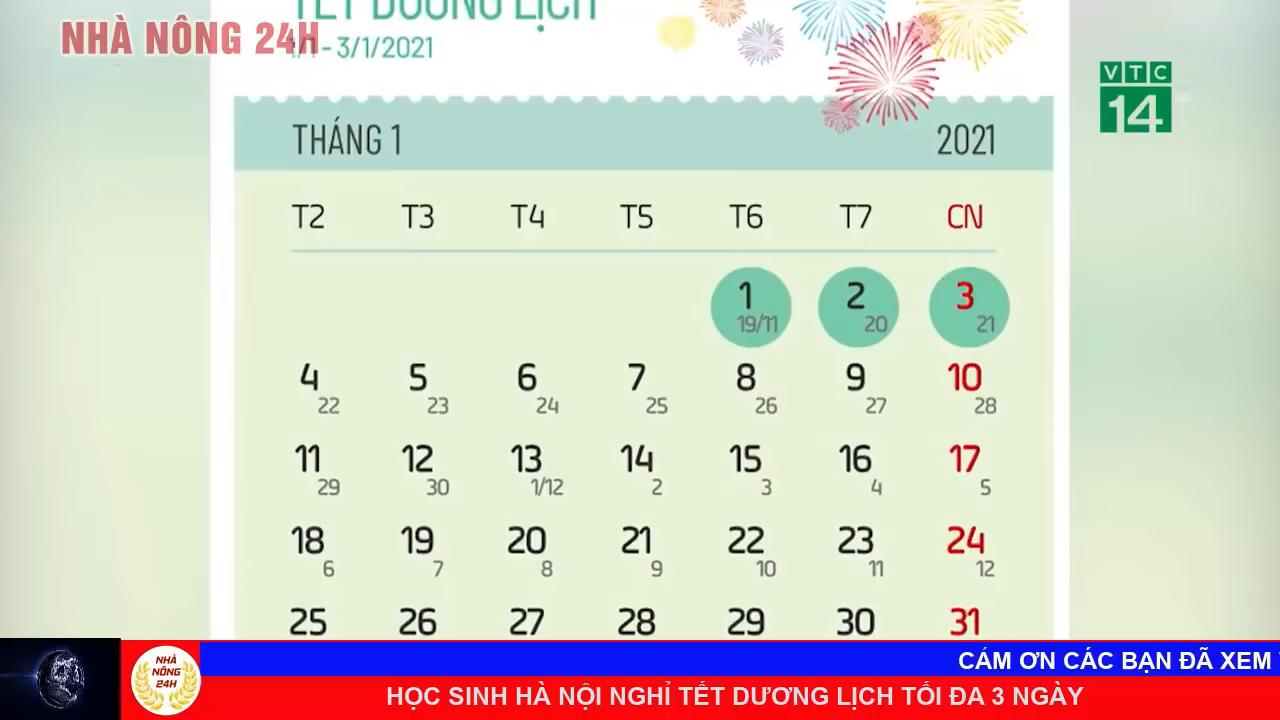 TẾT DƯƠNG LỊCH
NHÀ NÔNG 24H
1/1 - 3/1/2021
VTC
14
THÁNG 1 2021
T2 T3 T4 T5 T6 T7 CN
1 2 3
19/11 20 21
4 5 6 7 8 9 10
22 23 24 25 26 27 28
11 12 13 14 15 16 17
29 30 1/12 2 3 4 5
18 19 20 21 22 23 24
6 7 8 9 10 11 12
25 26 27 28 29 30 31
CÁM ƠN CÁC BẠN ĐÃ XEM
NHÀ
NÔNG
24H
HỌC SINH HÀ NỘI NGHỈ TẾT DƯƠNG LỊCH TỐI ĐA 3 NGÀY